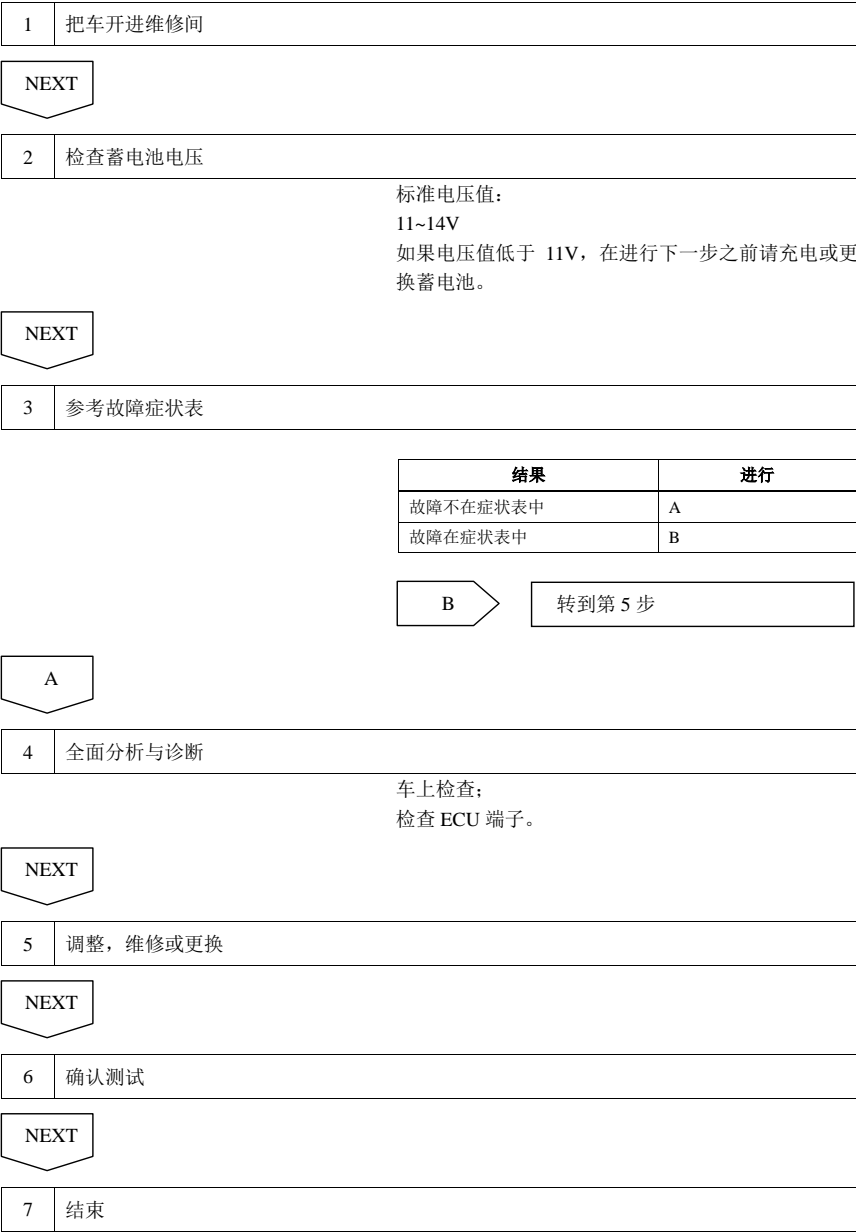 1 把车开进维修间
NEXT
2 检查蓄电池电压
标准电压值：
11~14V
如果电压值低于 11V，在进行下一步之前请充电或更
换蓄电池。
NEXT
3 参考故障症状表
结果 进行
故障不在症状表中 A
故障在症状表中 B
B 转到第 5 步
A
4 全面分析与诊断
车上检查；
检查 ECU 端子。
NEXT
5 调整，维修或更换
NEXT
6 确认测试
NEXT
7 结束